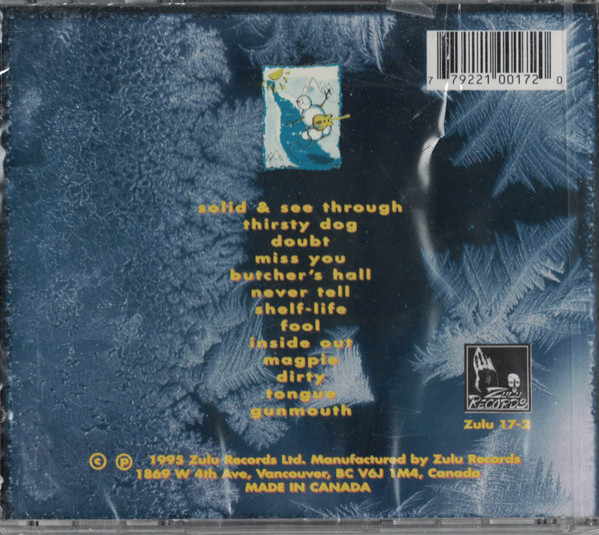 7 79221 00172 0
solid & see through
thirsty dog
doubt
miss you
butcher's hall
never tell
shelf-life
fool
inside out
magpie
dirty
tongue
gunmouth
ZULU
RECORDS
Zulu 17-2
© ℗ 1995 Zulu Records Ltd. Manufactured by Zulu Records
1869 W 4th Ave, Vancouver, BC V6J 1M4, Canada
MADE IN CANADA